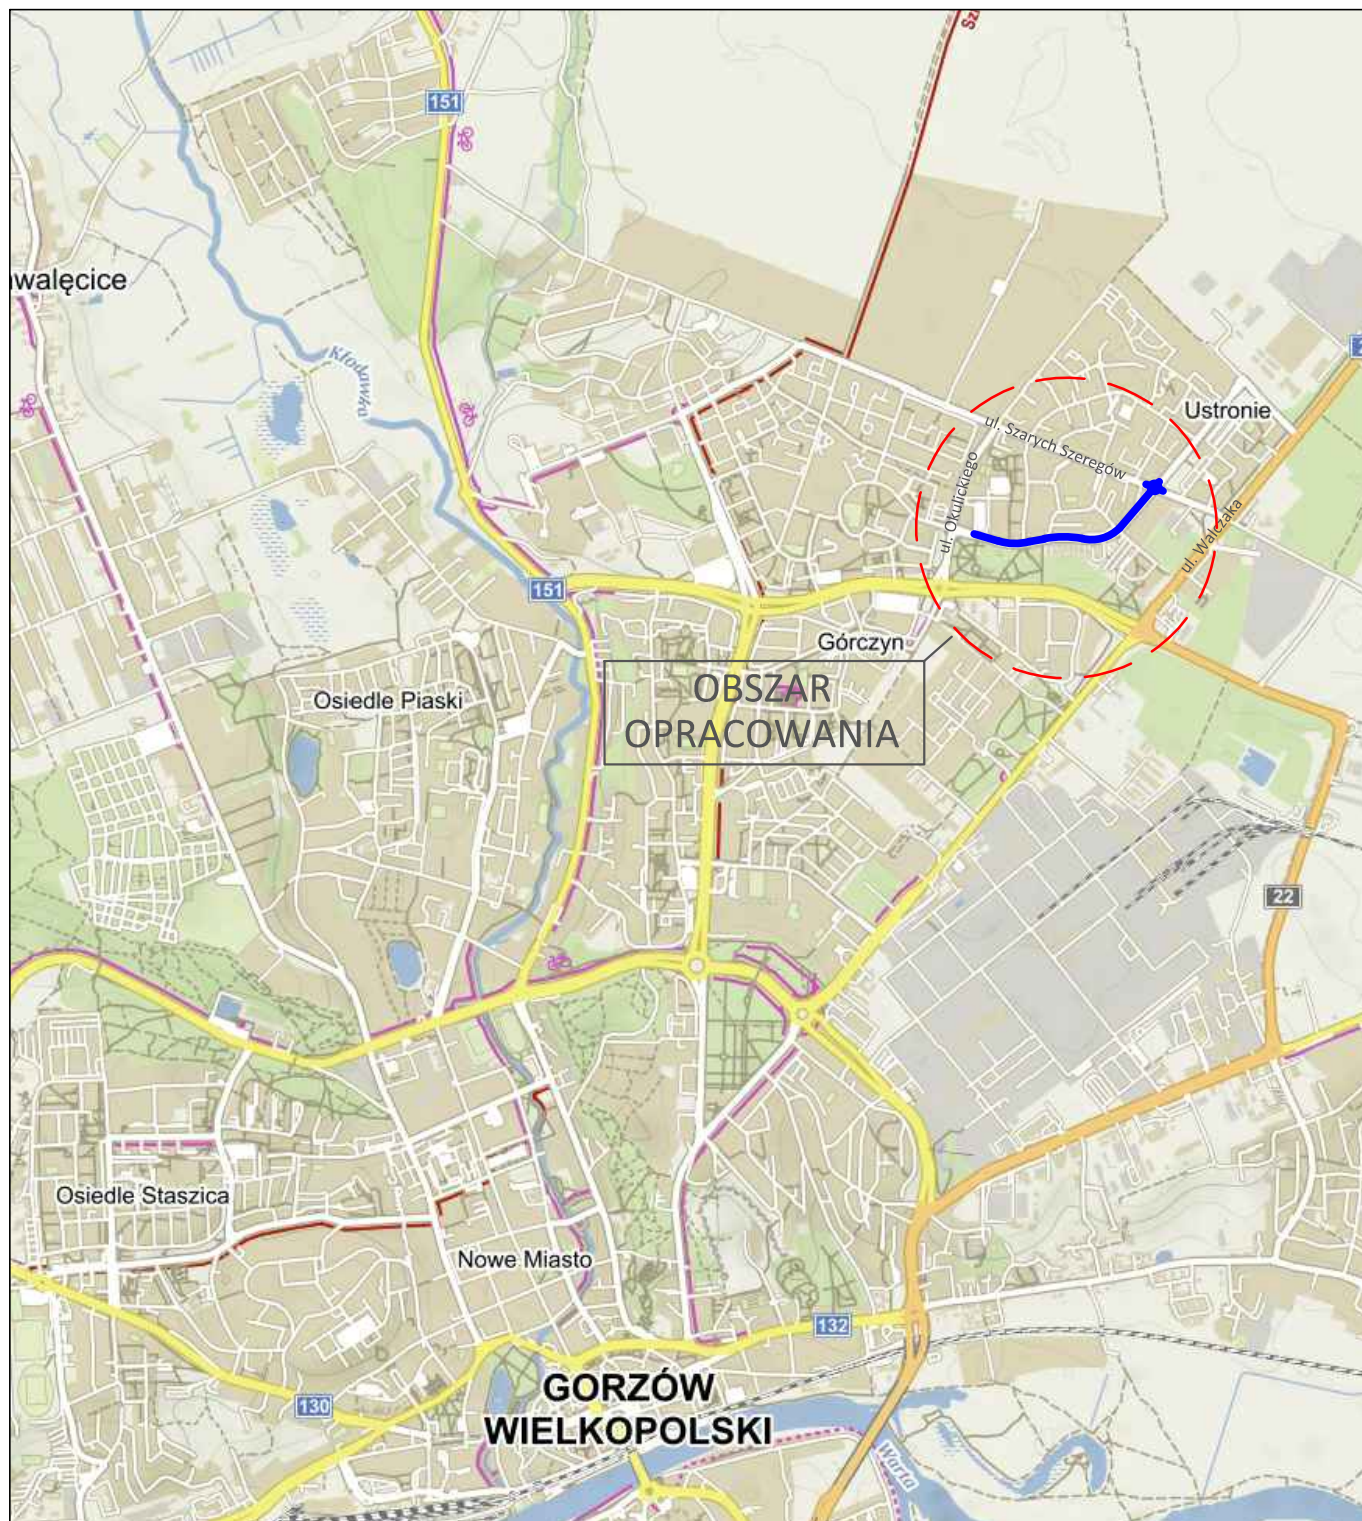 Sz
151
wałęcice
Kłodawka
Ustronie
ul. Szarych Szeregów
ul. Okulickiego
ul. Walczaka
151
Górczyn
OBSZAR
OPRACOWANIA
Osiedle Piaski
22
Osiedle Staszica
Nowe Miasto
132
130
GORZÓW
WIELKOPOLSKI
Warta